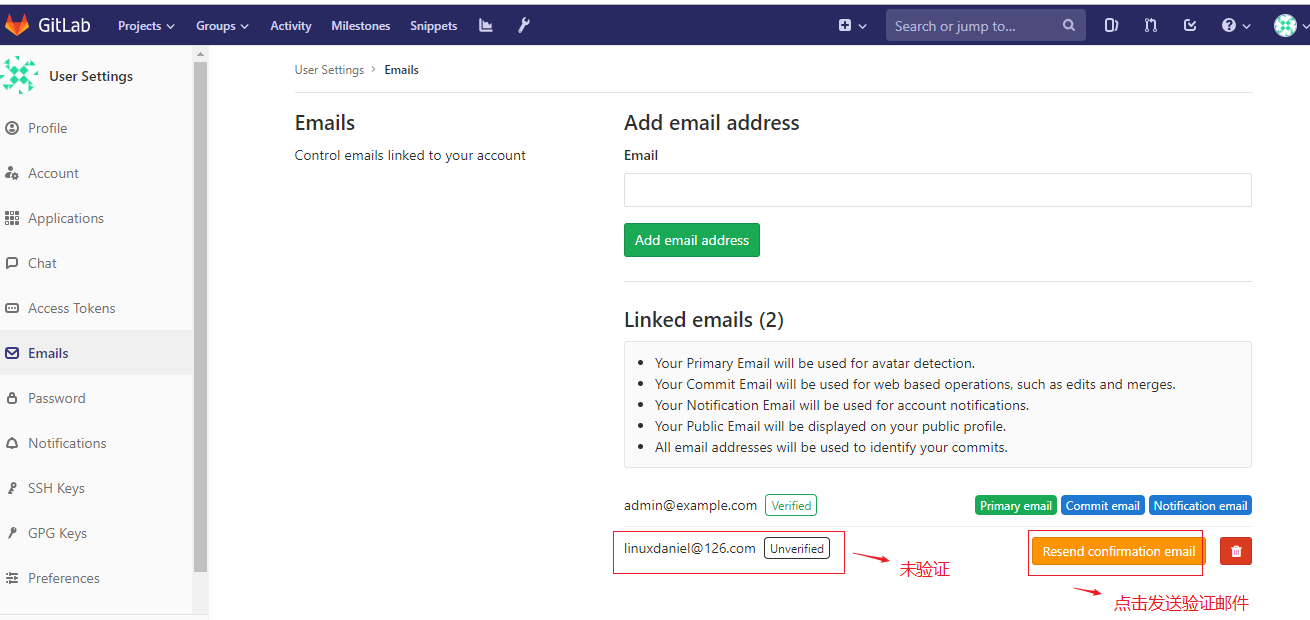 GitLab Projects Groups Activity Milestones Snippets Search or jump to...
User Settings
User Settings > Emails
Profile
Account
Applications
Chat
Access Tokens
Emails
Password
Notifications
SSH Keys
GPG Keys
Preferences
Emails
Control emails linked to your account
Add email address
Email
Add email address
Linked emails (2)
Your Primary Email will be used for avatar detection.
Your Commit Email will be used for web based operations, such as edits and merges.
Your Notification Email will be used for account notifications.
Your Public Email will be displayed on your public profile.
All email addresses will be used to identify your commits.
admin@example.com Verified Primary email Commit email Notification email
linuxdaniel@126.com Unverified Resend confirmation email
未验证
点击发送验证邮件